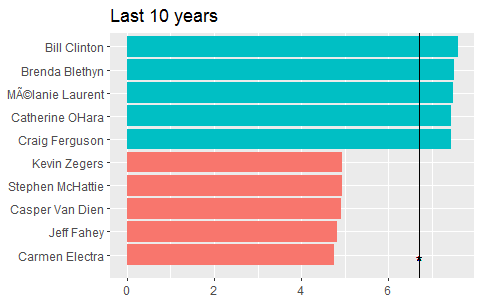 Last 10 years
Bill Clinton
Brenda Blethyn
MÃ©lanie Laurent
Catherine OHara
Craig Ferguson
Kevin Zegers
Stephen McHattie
Casper Van Dien
Jeff Fahey
Carmen Electra
*
0 2 4 6